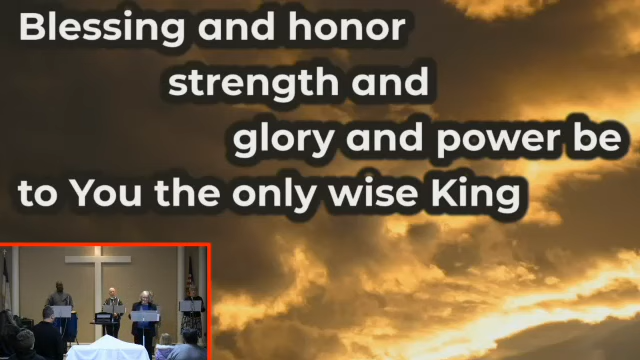 Blessing and honor
strength and
glory and power be
to You the only wise King